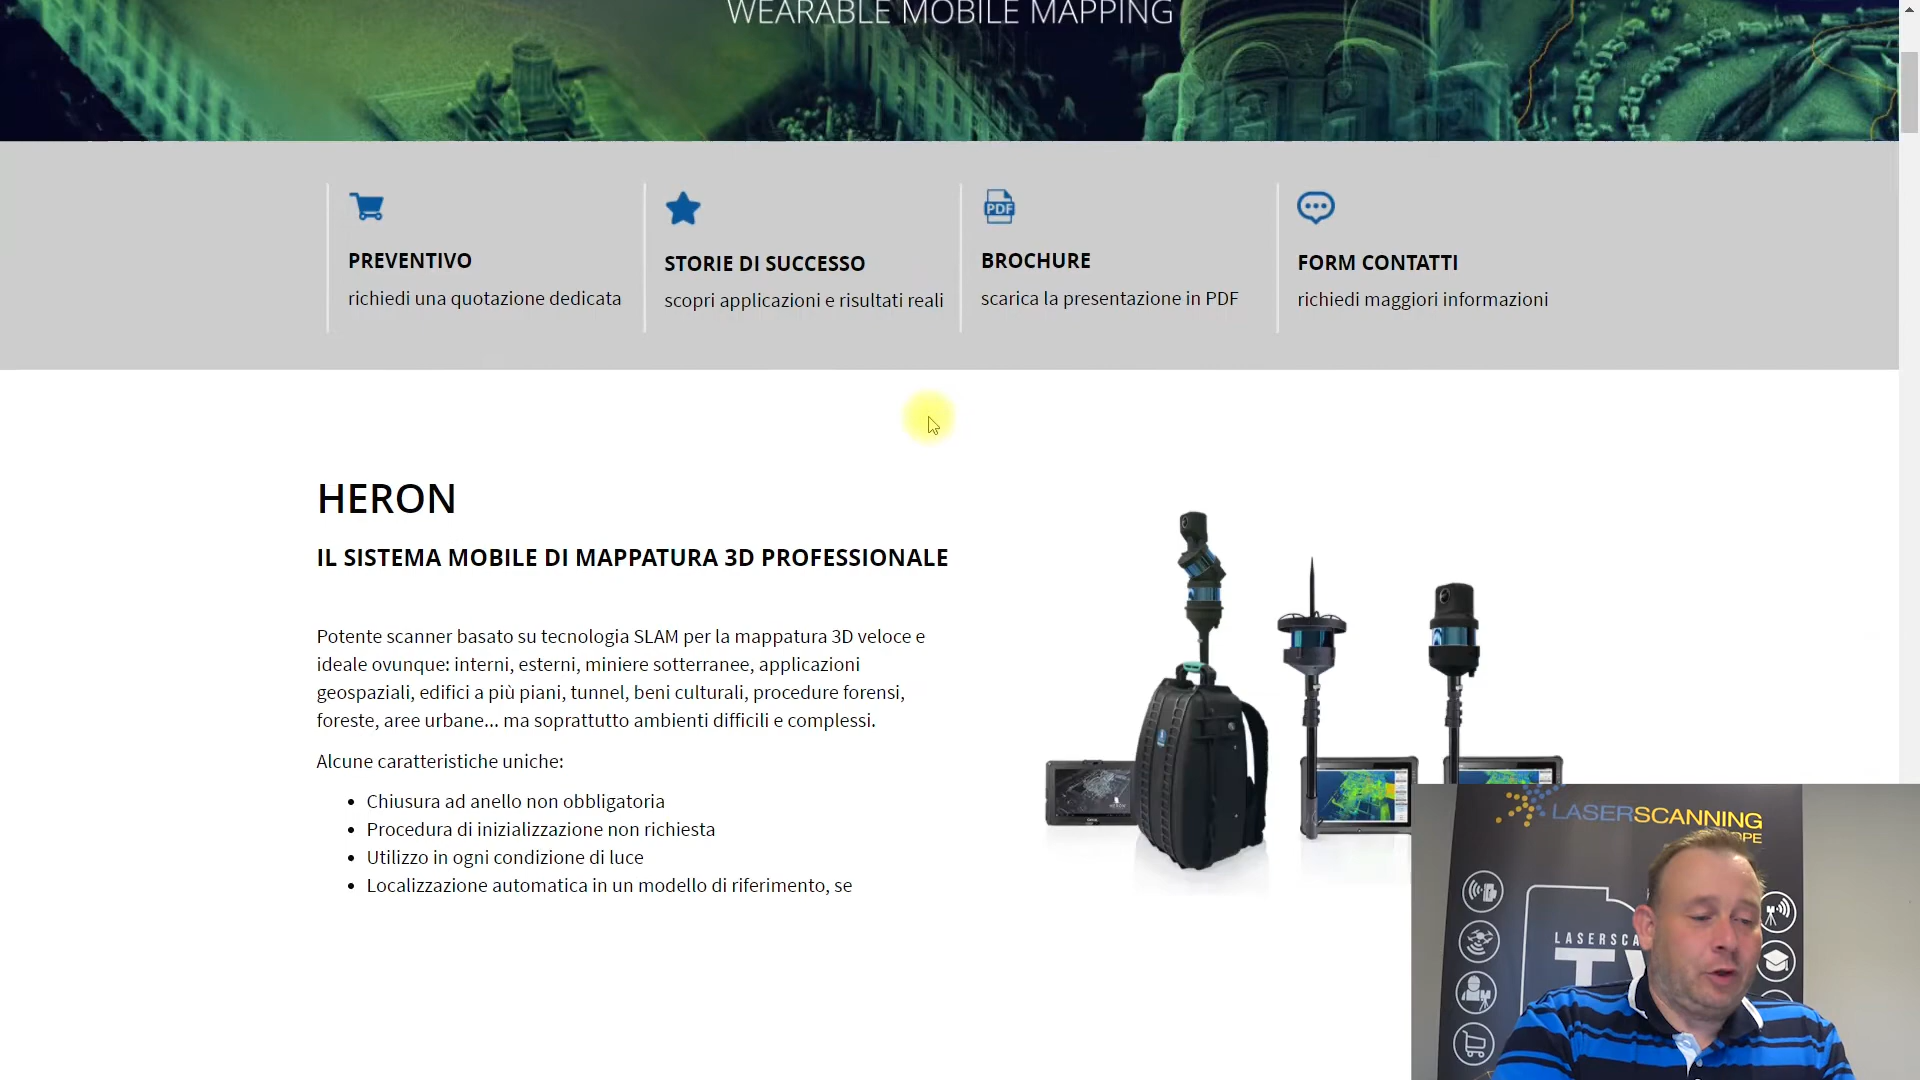 WEARABLE MOBILE MAPPING
PREVENTIVO
richiedi una quotazione dedicata
STORIE DI SUCCESSO
scopri applicazioni e risultati reali
PDF
BROCHURE
scarica la presentazione in PDF
FORM CONTATTI
richiedi maggiori informazioni
HERON
IL SISTEMA MOBILE DI MAPPATURA 3D PROFESSIONALE
Potente scanner basato su tecnologia SLAM per la mappatura 3D veloce e
ideale ovunque: interni, esterni, miniere sotterranee, applicazioni
geospaziali, edifici a più piani, tunnel, beni culturali, procedure forensi,
foreste, aree urbane... ma soprattutto ambienti difficili e complessi.
Alcune caratteristiche uniche:
• Chiusura ad anello non obbligatoria
• Procedura di inizializzazione non richiesta
• Utilizzo in ogni condizione di luce
• Localizzazione automatica in un modello di riferimento, se
LASERSCANNING
OPE
LASERSCA